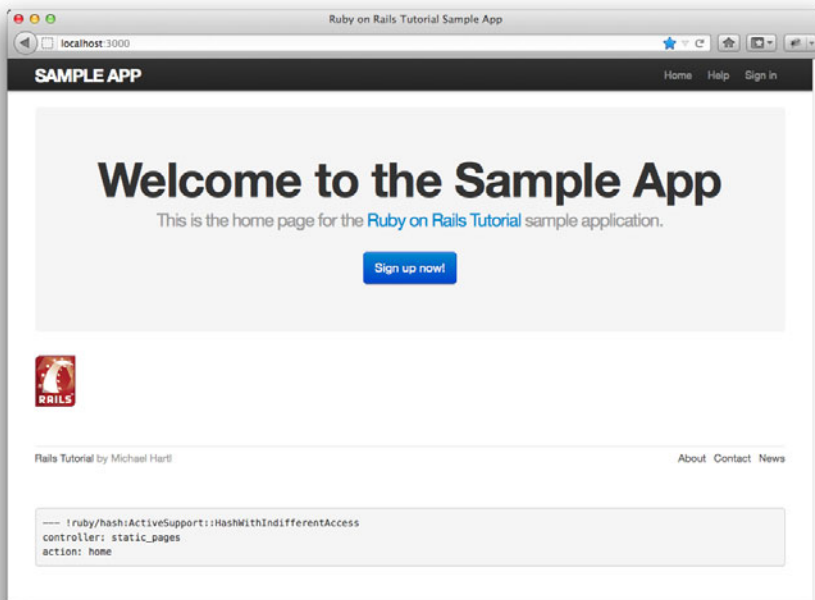 Ruby on Rails Tutorial Sample App
localhost:3000
SAMPLE APP
Home Help Sign in
Welcome to the Sample App
This is the home page for the Ruby on Rails Tutorial sample application.
Sign up now!
RAILS
Rails Tutorial by Michael Hartl
About Contact News
--- !ruby/hash:ActiveSupport::HashWithIndifferentAccess
controller: static_pages
action: home